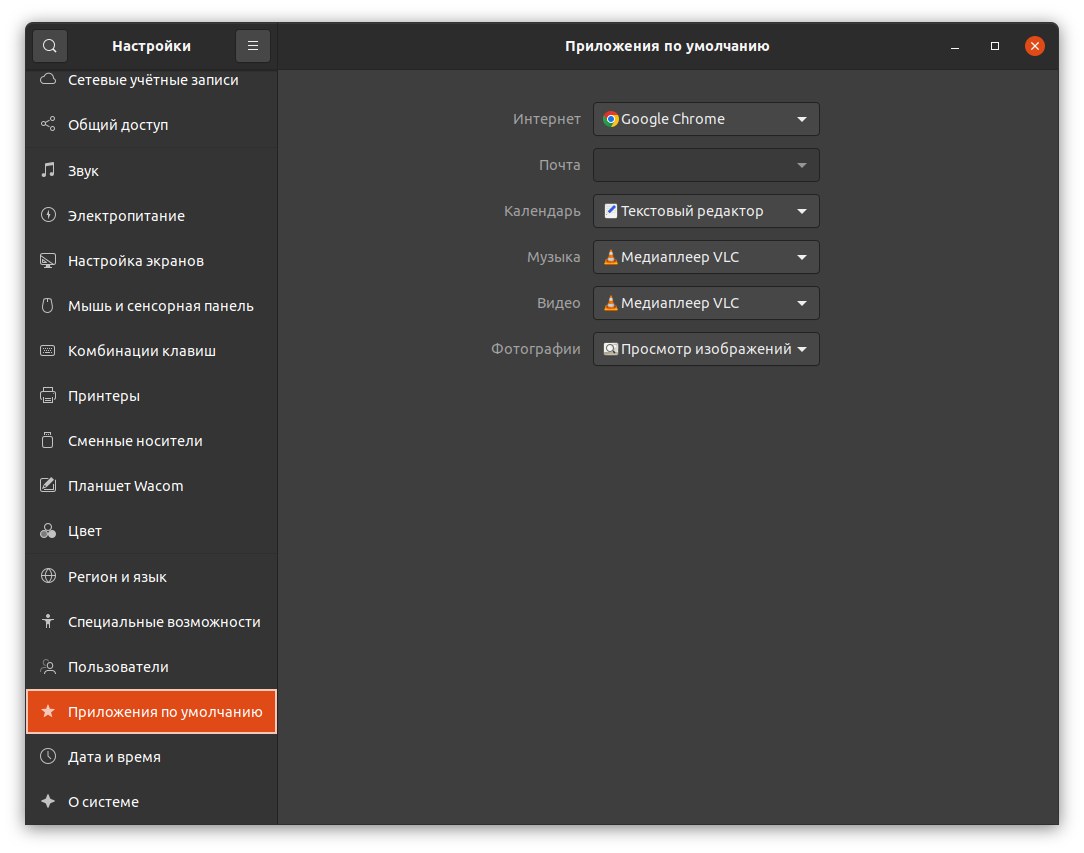 Настройки
Приложения по умолчанию
Сетевые учётные записи
Общий доступ
Звук
Электропитание
Настройка экранов
Мышь и сенсорная панель
Комбинации клавиш
Принтеры
Сменные носители
Планшет Wacom
Цвет
Регион и язык
Специальные возможности
Пользователи
Приложения по умолчанию
Дата и время
О системе
Интернет Google Chrome
Почта
Календарь Текстовый редактор
Музыка Медиаплеер VLC
Видео Медиаплеер VLC
Фотографии Просмотр изображений